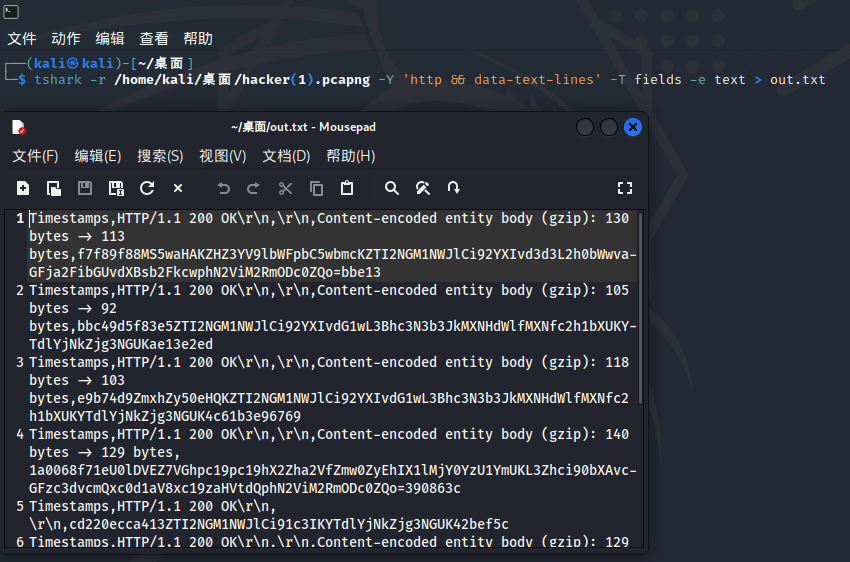 文件 动作 编辑 查看 帮助
┌──(kali㉿kali)-[~/桌面]
└─$ tshark -r /home/kali/桌面/hacker(1).pcapng -Y 'http && data-text-lines' -T fields -e text > out.txt
~/桌面/out.txt - Mousepad
文件(F) 编辑(E) 搜索(S) 视图(V) 文档(D) 帮助(H)
1 Timestamps,HTTP/1.1 200 OK\r\n,\r\n,Content-encoded entity body (gzip): 130
bytes -> 113
bytes,f7f89f88MS5waHAKZHZ3YV9lbWFpbC5wbmcKZTI2NGM1NWJlCi92YXIvd3d3L2h0bWwva-
GFja2FibGUvdXBsb2FkcwphN2ViM2RmODc0ZQo=bbe13
2 Timestamps,HTTP/1.1 200 OK\r\n,\r\n,Content-encoded entity body (gzip): 105
bytes -> 92
bytes,bbc49d5f83e5ZTI2NGM1NWJlCi92YXIvdG1wL3Bhc3N3b3JkMXNHdWlfMXNfc2h1bXUKY-
TdlYjNkZjg3NGUKae13e2ed
3 Timestamps,HTTP/1.1 200 OK\r\n,\r\n,Content-encoded entity body (gzip): 118
bytes -> 103
bytes,e9b74d9ZmxhZy50eHQKZTI2NGM1NWJlCi92YXIvdG1wL3Bhc3N3b3JkMXNHdWlfMXNfc2
h1bXUKYTdlYjNkZjg3NGUK4c61b3e96769
4 Timestamps,HTTP/1.1 200 OK\r\n,\r\n,Content-encoded entity body (gzip): 140
bytes -> 129 bytes,
1a0068f71eU0lDVEZ7VGhpc19pc19hX2Zha2VfZmw0ZyEhIX1lMjY0YzU1YmUKL3Zhci90bXAvc-
GFzc3dvcmQxc0d1aV8xc19zaHVtdQphN2ViM2RmODc0ZQo=390863c
5 Timestamps,HTTP/1.1 200 OK\r\n,
\r\n,cd220ecca413ZTI2NGM1NWJlCi91c3IKYTdlYjNkZjg3NGUK42bef5c
6 Timestamps,HTTP/1.1 200 OK\r\n,\r\n,Content-encoded entity body (gzip): 129